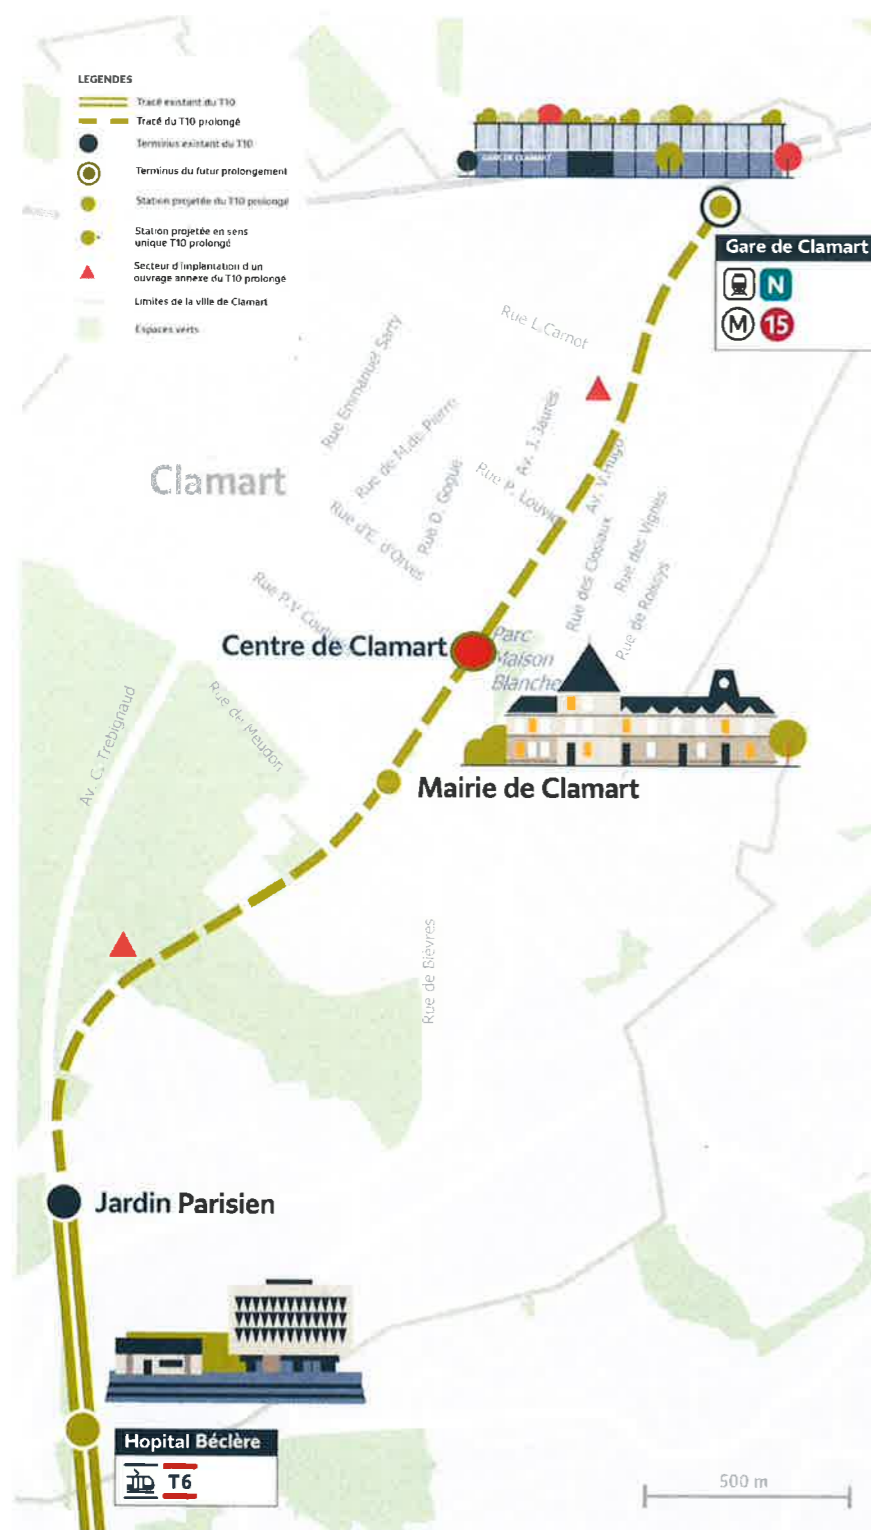 LEGENDES
Tracé existant du T10
Tracé du T10 prolongé
Terminus existant du T10
Terminus du futur prolongement
Station projetée du T10 prolongé
Station projetée en sens
unique T10 prolongé
Secteur d'implantation d'un
ouvrage annexe du T10 prolongé
Limites de la ville de Clamart
Espaces verts
GARE DE CLAMART
Gare de Clamart
N
M 15
Rue L.Carnot
Rue Emmanuel Sarty
Av. J. Jaurès
Rue de M.de Pierre
Clamart
Rue D. Gogue
Rue P. Louvic
Av. V.Hugo
Rue d'E. d'Orves
Rue des Closiaux
Rue des Vignes
Rue de Roissys
Centre de Clamart
Parc
Maison
Blanche
Av. C. Trebignaud
Rue de Meudon
Mairie de Clamart
Rue de Bièvres
Jardin Parisien
Hopital Béclère
T6
500 m